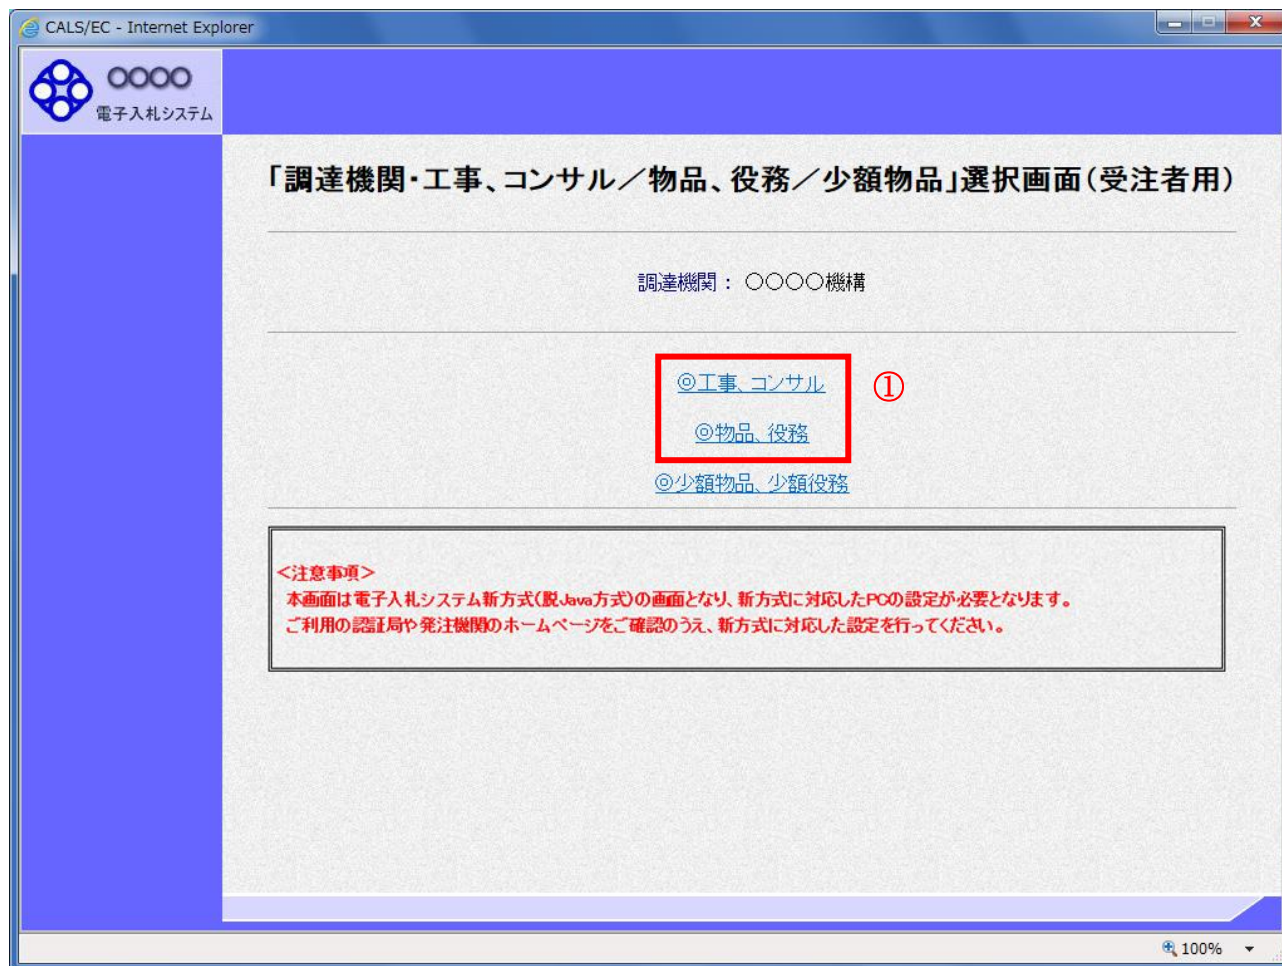 CALS/EC - Internet Explorer
〇〇〇〇
電子入札システム
「調達機関・工事、コンサル／物品、役務／少額物品」選択画面（受注者用）
調達機関： 〇〇〇〇機構
◎工事、コンサル
①
◎物品、役務
◎少額物品、少額役務
＜注意事項＞
本画面は電子入札システム新方式(脱Java方式)の画面となり、新方式に対応したPCの設定が必要となります。
ご利用の認証局や発注機関のホームページをご確認のうえ、新方式に対応した設定を行ってください。
100%